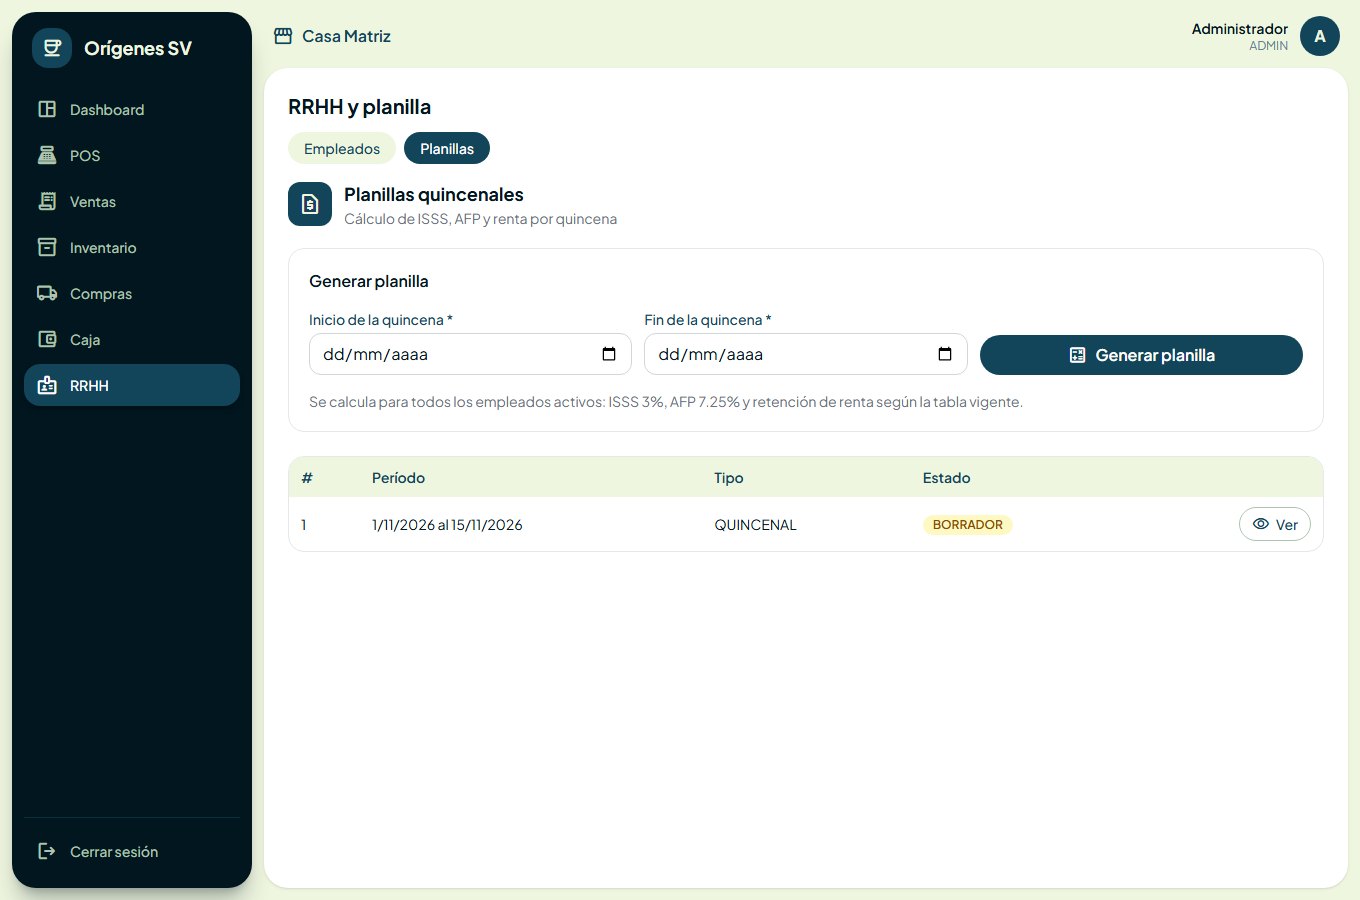 Orígenes SV
Dashboard
POS
Ventas
Inventario
Compras
Caja
RRHH
Cerrar sesión
Casa Matriz
Administrador
ADMIN
A
RRHH y planilla
Empleados
Planillas
Planillas quincenales
Cálculo de ISSS, AFP y renta por quincena
Generar planilla
Inicio de la quincena *
Fin de la quincena *
dd/mm/aaaa
dd/mm/aaaa
Generar planilla
Se calcula para todos los empleados activos: ISSS 3%, AFP 7.25% y retención de renta según la tabla vigente.
# Período Tipo Estado
1 1/11/2026 al 15/11/2026 QUINCENAL BORRADOR Ver